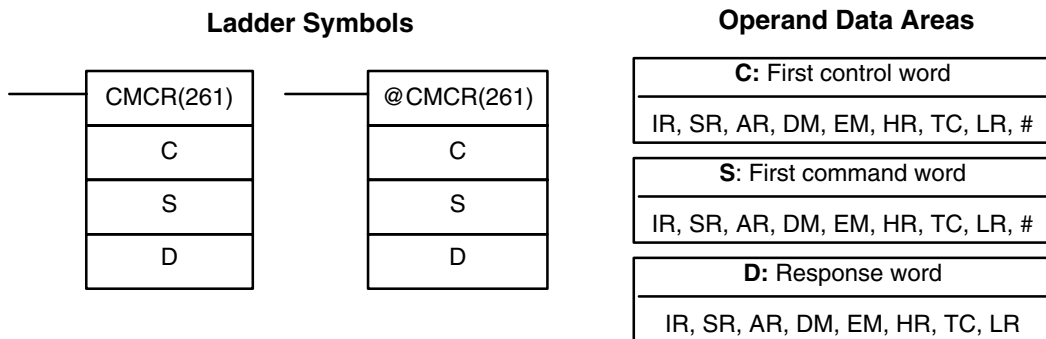 Ladder Symbols
CMCR(261)
C
S
D
@CMCR(261)
C
S
D
Operand Data Areas
C: First control word
IR, SR, AR, DM, EM, HR, TC, LR, #
S: First command word
IR, SR, AR, DM, EM, HR, TC, LR, #
D: Response word
IR, SR, AR, DM, EM, HR, TC, LR